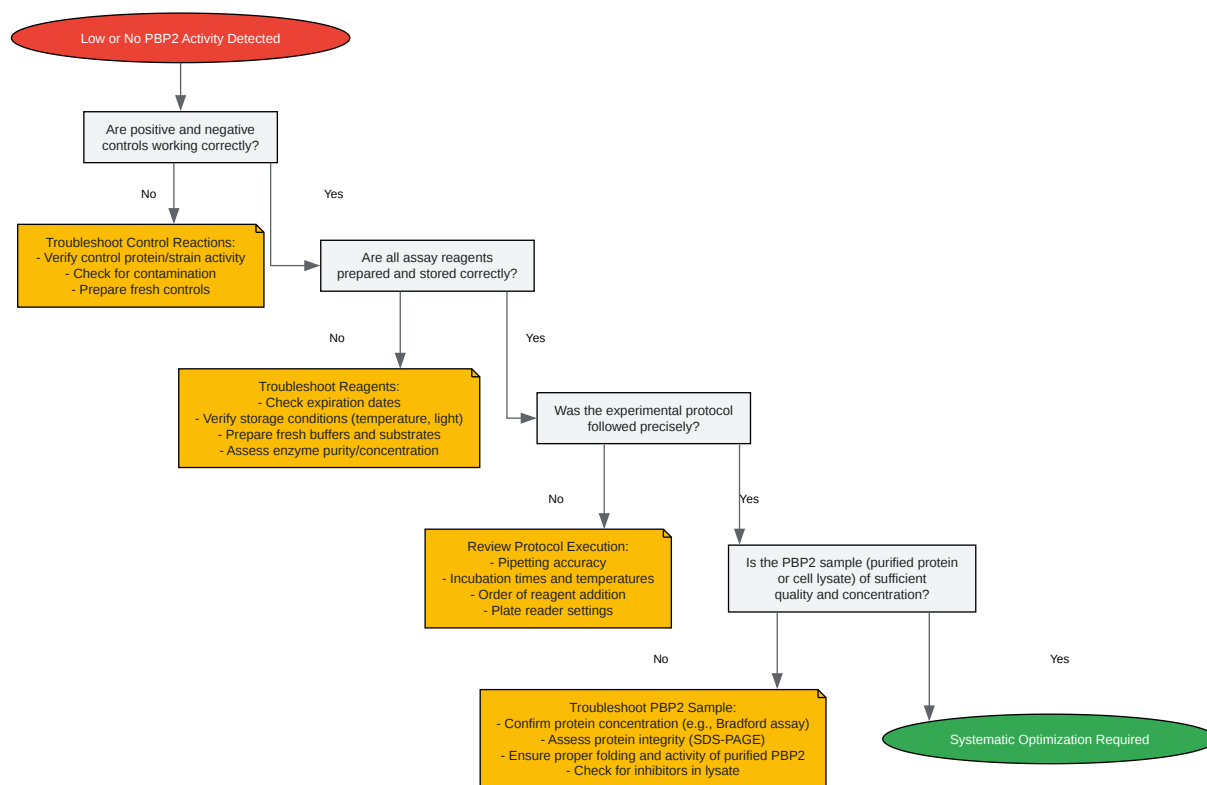 Low or No PBP2 Activity Detected
Are positive and negative
controls working correctly?
No
Yes
Troubleshoot Control Reactions:
- Verify control protein/strain activity
- Check for contamination
- Prepare fresh controls
Are all assay reagents
prepared and stored correctly?
No
Yes
Troubleshoot Reagents:
- Check expiration dates
- Verify storage conditions (temperature, light)
- Prepare fresh buffers and substrates
- Assess enzyme purity/concentration
Was the experimental protocol
followed precisely?
No
Yes
Review Protocol Execution:
- Pipetting accuracy
- Incubation times and temperatures
- Order of reagent addition
- Plate reader settings
Is the PBP2 sample (purified protein
or cell lysate) of sufficient
quality and concentration?
No
Yes
Troubleshoot PBP2 Sample:
- Confirm protein concentration (e.g., Bradford assay)
- Assess protein integrity (SDS-PAGE)
- Ensure proper folding and activity of purified PBP2
- Check for inhibitors in lysate
Systematic Optimization Required